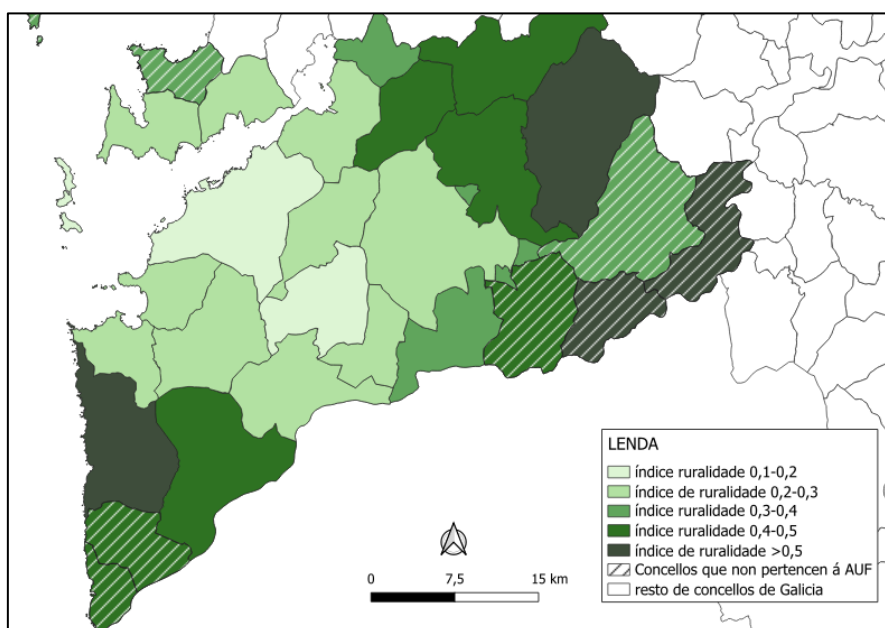 LENDA
índice ruralidade 0,1-0,2
índice de ruralidade 0,2-0,3
índice ruralidade 0,3-0,4
índice ruralidade 0,4-0,5
índice de ruralidade >0,5
Concellos que non pertencen á AUF
resto de concellos de Galicia
0 7,5 15 km